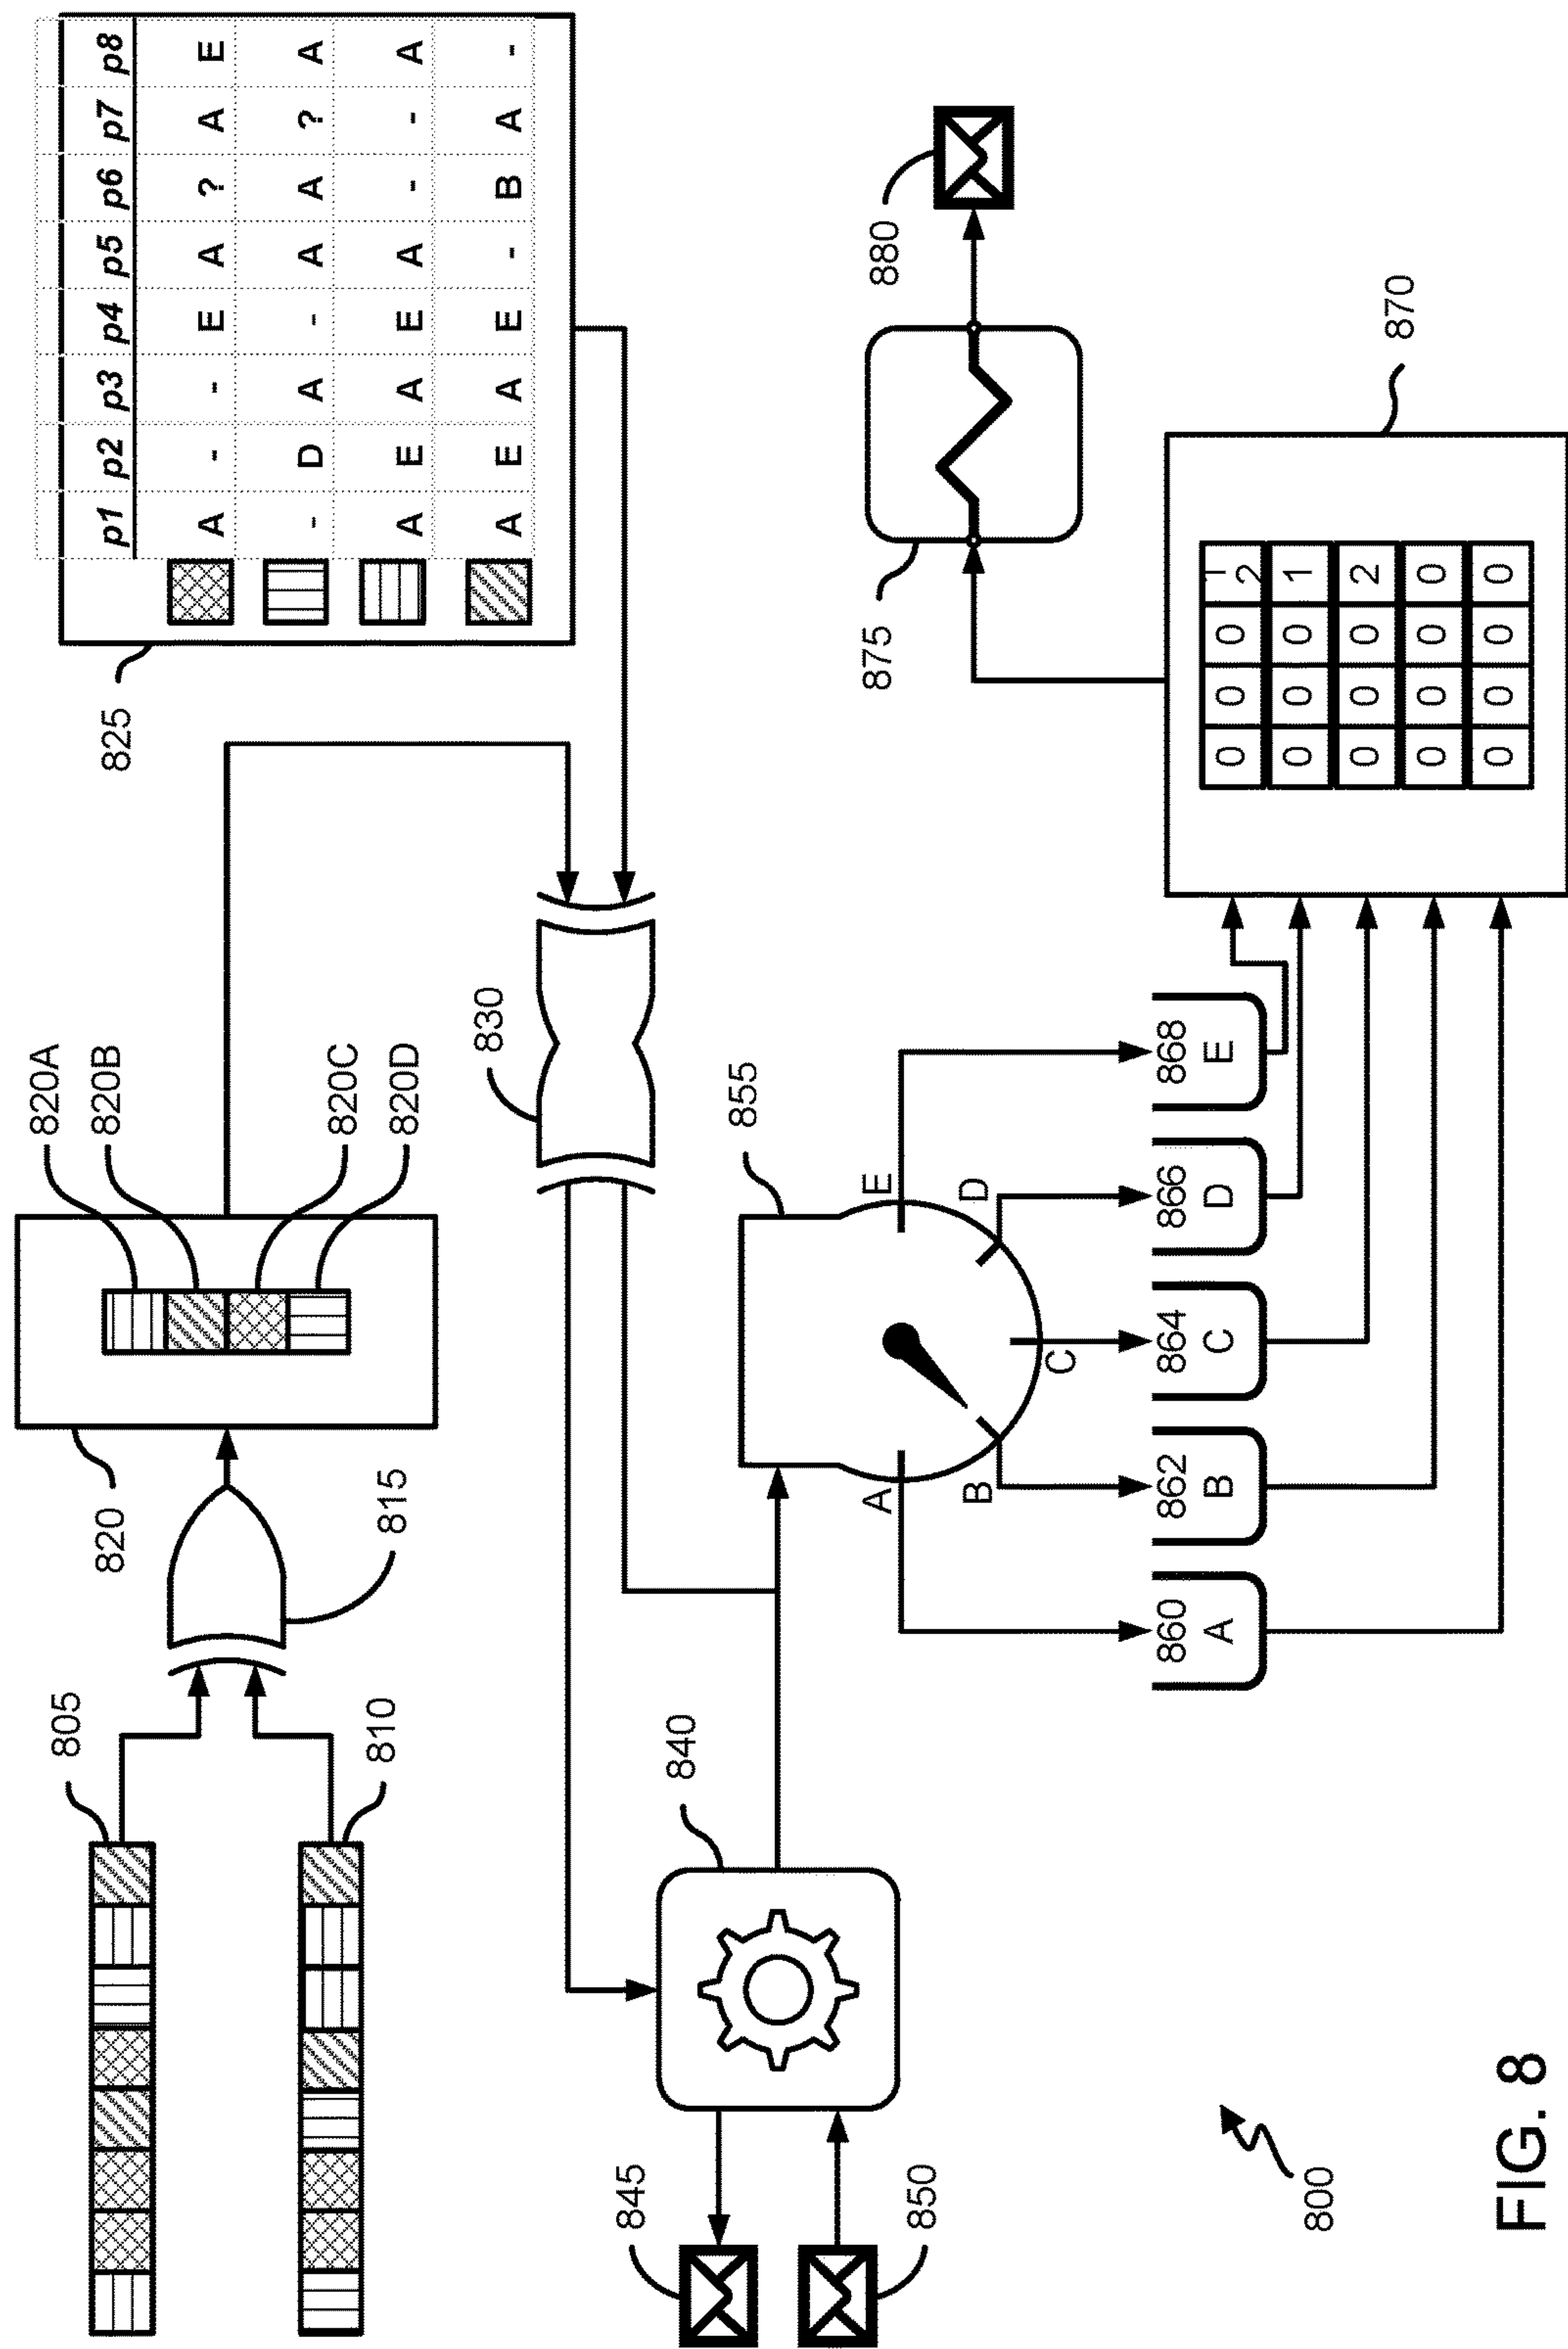 805
810
815
820
820A
820B
820C
820D
825
p1 p2 p3 p4 p5 p6 p7 p8
A - - E A ? A E
- D A - A A ? A
A E A E A - - A
A E A E - B A -
830
840
845
850
855
A
B
C
D
E
860
A
862
B
864
C
866
D
868
E
870
0 0 0 12
0 0 0 1
0 0 0 2
0 0 0 0
0 0 0 0
875
880
800
FIG. 8